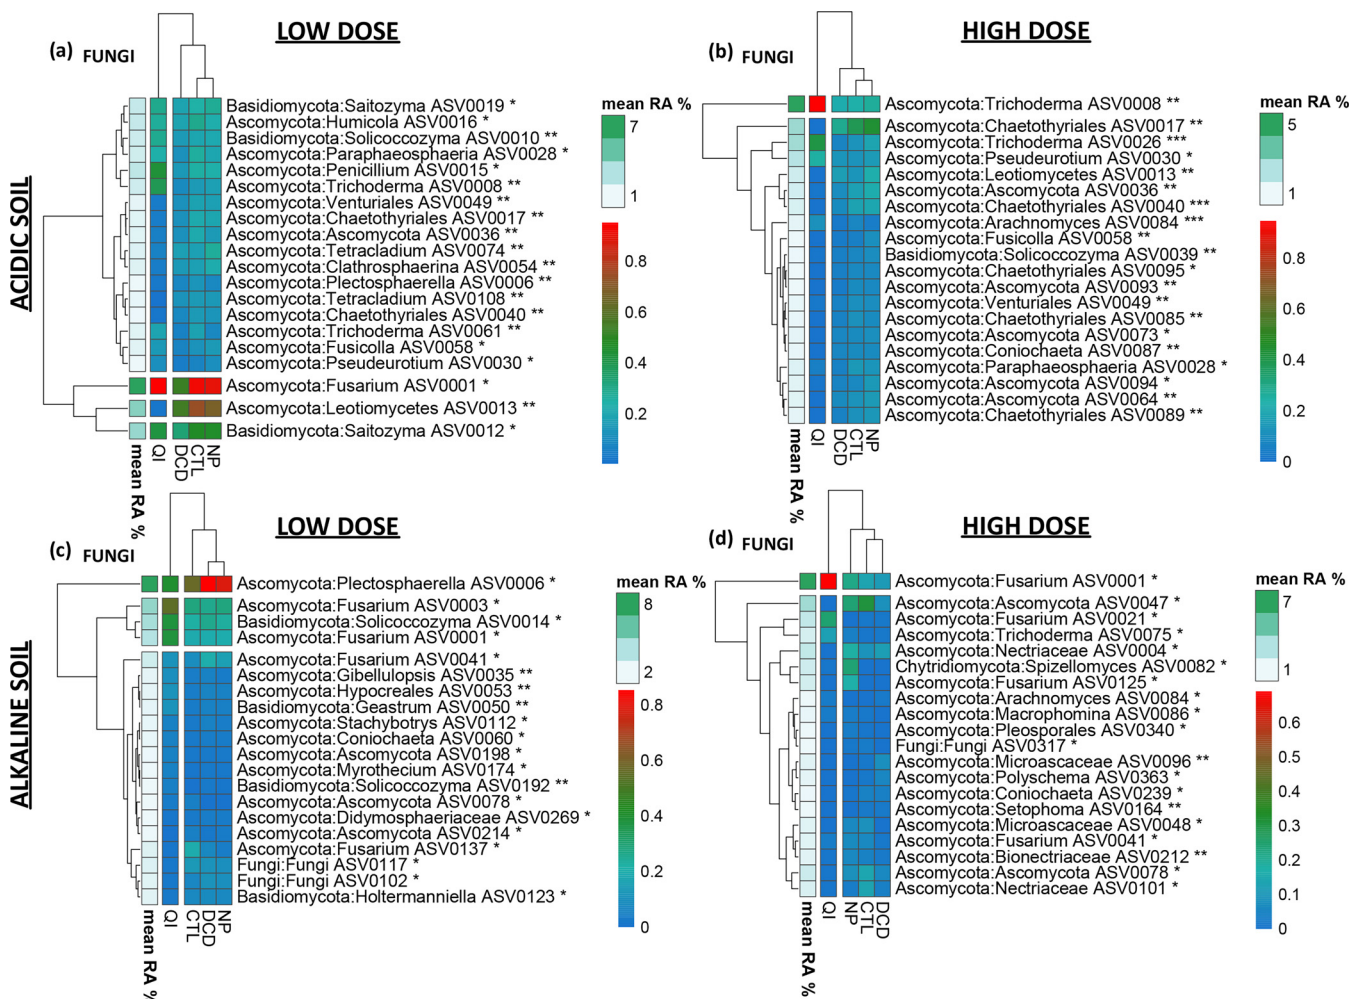 LOW DOSE
(a) FUNGI
ACIDIC SOIL
Basidiomycota:Saitozyma ASV0019 *
Ascomycota:Humicola ASV0016 *
Basidiomycota:Solicoccozyma ASV0010 **
Ascomycota:Paraphaeosphaeria ASV0028 *
Ascomycota:Penicillium ASV0015 *
Ascomycota:Trichoderma ASV0008 **
Ascomycota:Venturiales ASV0049 **
Ascomycota:Chaetothyriales ASV0017 **
Ascomycota:Ascomycota ASV0036 **
Ascomycota:Tetracladium ASV0074 **
Ascomycota:Clathrosphaerina ASV0054 **
Ascomycota:Plectosphaerella ASV0006 **
Ascomycota:Tetracladium ASV0108 **
Ascomycota:Chaetothyriales ASV0040 **
Ascomycota:Trichoderma ASV0061 **
Ascomycota:Fusicolla ASV0058 *
Ascomycota:Pseudeurotium ASV0030 *
Ascomycota:Fusarium ASV0001 *
Ascomycota:Leotiomycetes ASV0013 **
Basidiomycota:Saitozyma ASV0012 *
mean RA %
QI
DCD
CTL
NP
mean RA %
7
1
0.8
0.6
0.4
0.2
HIGH DOSE
(b) FUNGI
Ascomycota:Trichoderma ASV0008 **
Ascomycota:Chaetothyriales ASV0017 **
Ascomycota:Trichoderma ASV0026 ***
Ascomycota:Pseudeurotium ASV0030 *
Ascomycota:Leotiomycetes ASV0013 **
Ascomycota:Ascomycota ASV0036 **
Ascomycota:Chaetothyriales ASV0040 ***
Ascomycota:Arachnomyces ASV0084 ***
Ascomycota:Fusicolla ASV0058 **
Basidiomycota:Solicoccozyma ASV0039 **
Ascomycota:Chaetothyriales ASV0095 *
Ascomycota:Ascomycota ASV0093 **
Ascomycota:Venturiales ASV0049 **
Ascomycota:Chaetothyriales ASV0085 **
Ascomycota:Ascomycota ASV0073 *
Ascomycota:Coniochaeta ASV0087 **
Ascomycota:Paraphaeosphaeria ASV0028 *
Ascomycota:Ascomycota ASV0094 *
Ascomycota:Ascomycota ASV0064 **
Ascomycota:Chaetothyriales ASV0089 **
mean RA %
QI
DCD
CTL
NP
mean RA %
5
1
0.8
0.6
0.4
0.2
0
LOW DOSE
(c) FUNGI
ALKALINE SOIL
Ascomycota:Plectosphaerella ASV0006 *
Ascomycota:Fusarium ASV0003 *
Basidiomycota:Solicoccozyma ASV0014 *
Ascomycota:Fusarium ASV0001 *
Ascomycota:Fusarium ASV0041 *
Ascomycota:Gibellulopsis ASV0035 **
Ascomycota:Hypocreales ASV0053 **
Basidiomycota:Geastrum ASV0050 **
Ascomycota:Stachybotrys ASV0112 *
Ascomycota:Coniochaeta ASV0060 *
Ascomycota:Ascomycota ASV0198 *
Ascomycota:Myrothecium ASV0174 *
Basidiomycota:Solicoccozyma ASV0192 **
Ascomycota:Ascomycota ASV0078 *
Ascomycota:Didymosphaeriaceae ASV0269 *
Ascomycota:Ascomycota ASV0214 *
Ascomycota:Fusarium ASV0137 *
Fungi:Fungi ASV0117 *
Fungi:Fungi ASV0102 *
Basidiomycota:Holtermanniella ASV0123 *
mean RA %
QI
CTL
DCD
NP
mean RA %
8
2
0.8
0.6
0.4
0.2
0
HIGH DOSE
(d) FUNGI
Ascomycota:Fusarium ASV0001 *
Ascomycota:Ascomycota ASV0047 *
Ascomycota:Fusarium ASV0021 *
Ascomycota:Trichoderma ASV0075 *
Ascomycota:Nectriaceae ASV0004 *
Chytridiomycota:Spizellomyces ASV0082 *
Ascomycota:Fusarium ASV0125 *
Ascomycota:Arachnomyces ASV0084 *
Ascomycota:Macrophomina ASV0086 *
Ascomycota:Pleosporales ASV0340 *
Fungi:Fungi ASV0317 *
Ascomycota:Microascaceae ASV0096 **
Ascomycota:Polyschema ASV0363 *
Ascomycota:Coniochaeta ASV0239 *
Ascomycota:Setophoma ASV0164 **
Ascomycota:Microascaceae ASV0048 *
Ascomycota:Fusarium ASV0041 *
Ascomycota:Bionectriaceae ASV0212 **
Ascomycota:Ascomycota ASV0078 *
Ascomycota:Nectriaceae ASV0101 *
mean RA %
QI
NP
CTL
DCD
mean RA %
7
1
0.6
0.5
0.4
0.3
0.2
0.1
0